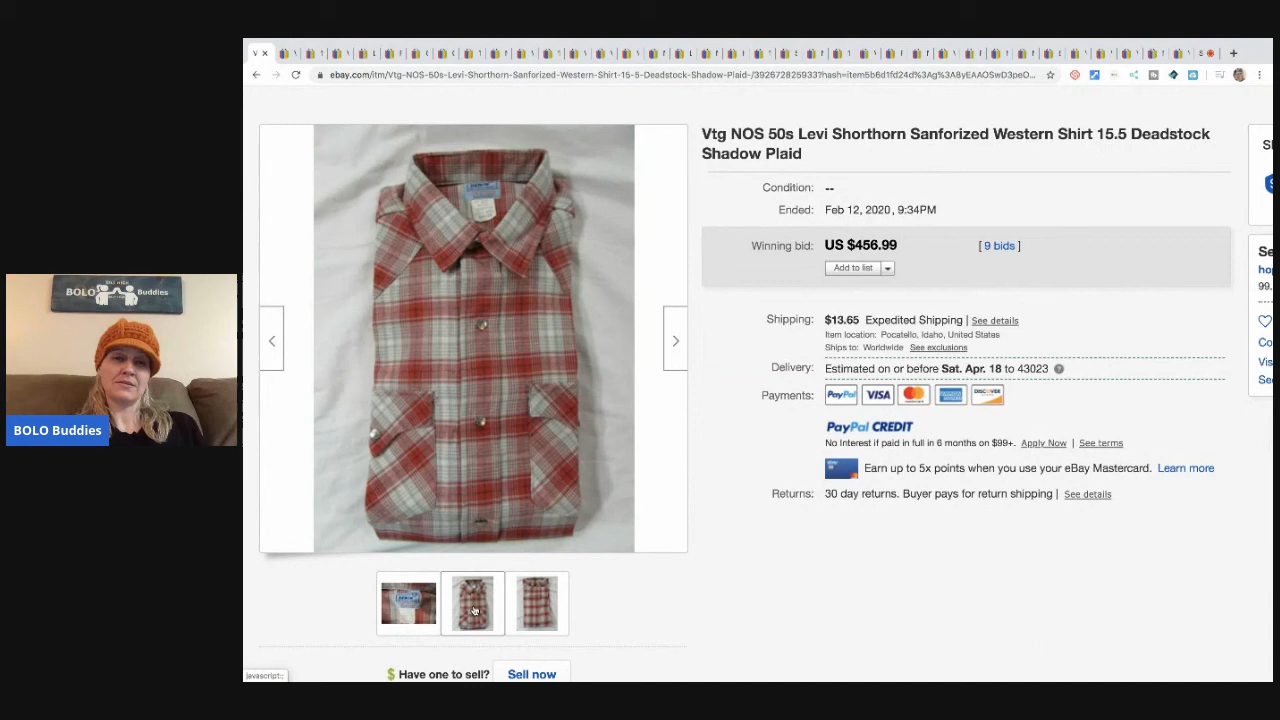 ebay.com/itm/Vtg-NOS-50s-Levi-Shorthorn-Sanforized-Western-Shirt-15-5-Deadstock-Shadow-Plaid-/392672825933?hash=item5b6d1fd24d%3Ag%3A8yEAAOSwD3peO...
Vtg NOS 50s Levi Shorthorn Sanforized Western Shirt 15.5 Deadstock
Shadow Plaid
Condition: --
Ended: Feb 12, 2020 , 9:34PM
Winning bid: US $456.99 [ 9 bids ]
Add to list
Shipping: $13.65 Expedited Shipping | See details
Item location: Pocatello, Idaho, United States
Ships to: Worldwide See exclusions
Delivery: Estimated on or before Sat. Apr. 18 to 43023
Payments: PayPal VISA
PayPal CREDIT
No Interest if paid in full in 6 months on $99+. Apply Now | See terms
Earn up to 5x points when you use your eBay Mastercard. Learn more
Returns: 30 day returns. Buyer pays for return shipping | See details
BOLO Buddies
BOLO Buddies
$ Have one to sell? Sell now
javascript:;